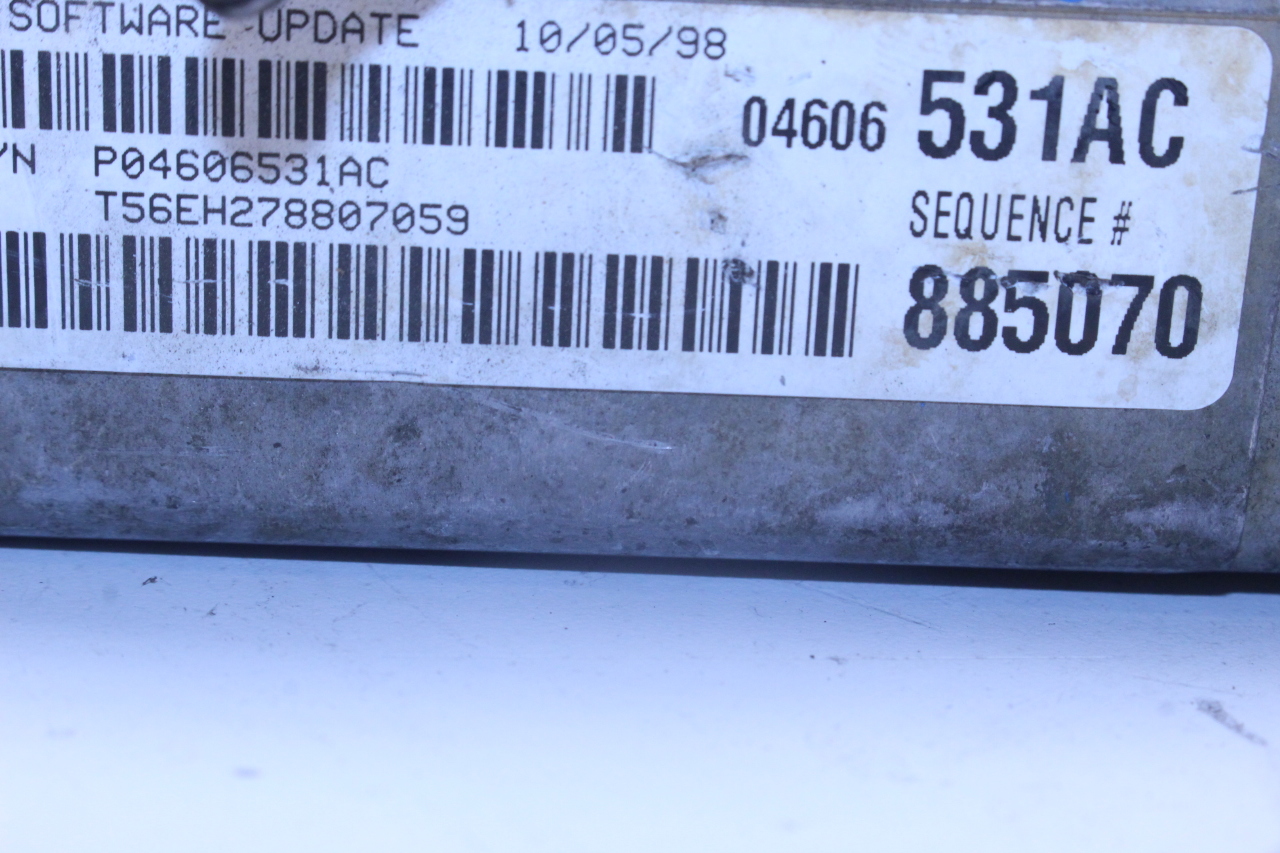 SOFTWARE UPDATE 10/05/98
04606 531AC
/N P04606531AC
T56EH278807059
SEQUENCE #
885070